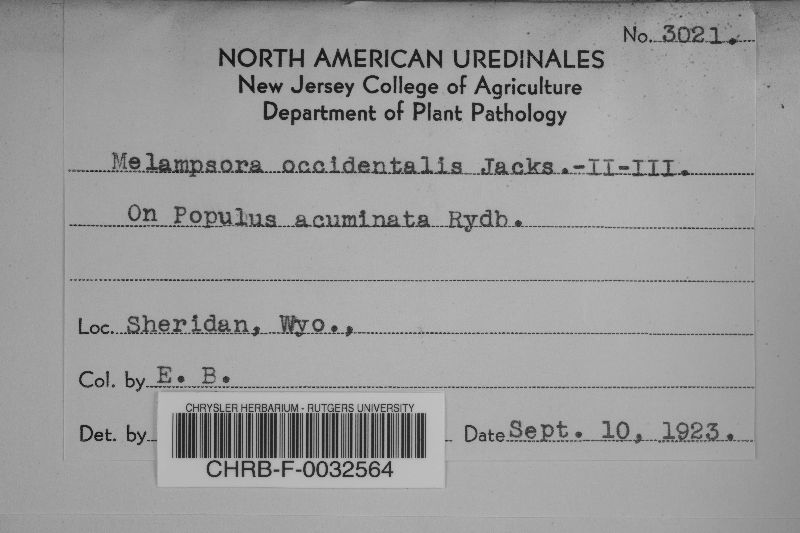 No. 3021.
NORTH AMERICAN UREDINALES
New Jersey College of Agriculture
Department of Plant Pathology
Melampsora occidentalis Jacks.-II-III.
On Populus acuminata Rydb.
Loc. Sheridan, Wyo.,
Col. by E. B.
Det. by
Date Sept. 10, 1923.
CHRYSLER HERBARIUM - RUTGERS UNIVERSITY
CHRB-F-0032564